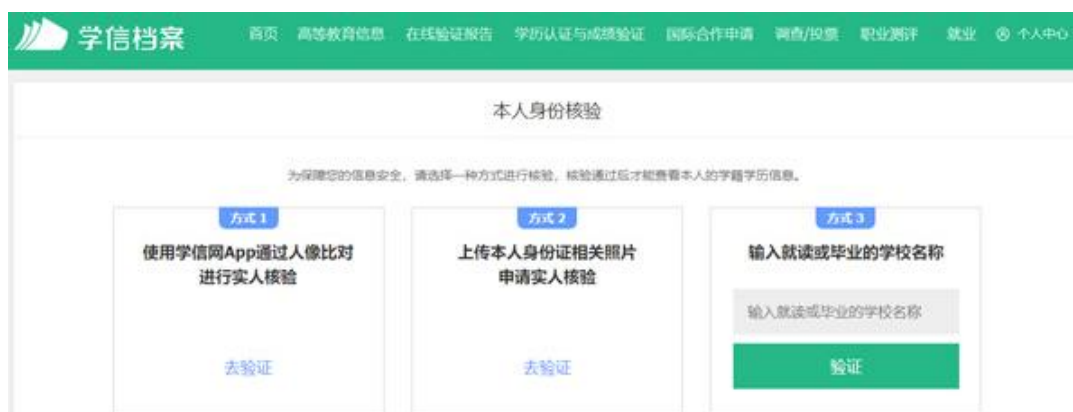 学信档案 首页 高等教育信息 在线验证报告 学历认证与成绩验证 国际合作申请 调查/投票 职业测评 就业 个人中心
本人身份核验
为保障您的信息安全，请选择一种方式进行核验，核验通过后才能查看本人的学籍学历信息。
方式 1
使用学信网App通过人像比对
进行实人核验
去验证
方式 2
上传本人身份证相关照片
申请实人核验
去验证
方式 3
输入就读或毕业的学校名称
输入就读或毕业的学校名称
验证